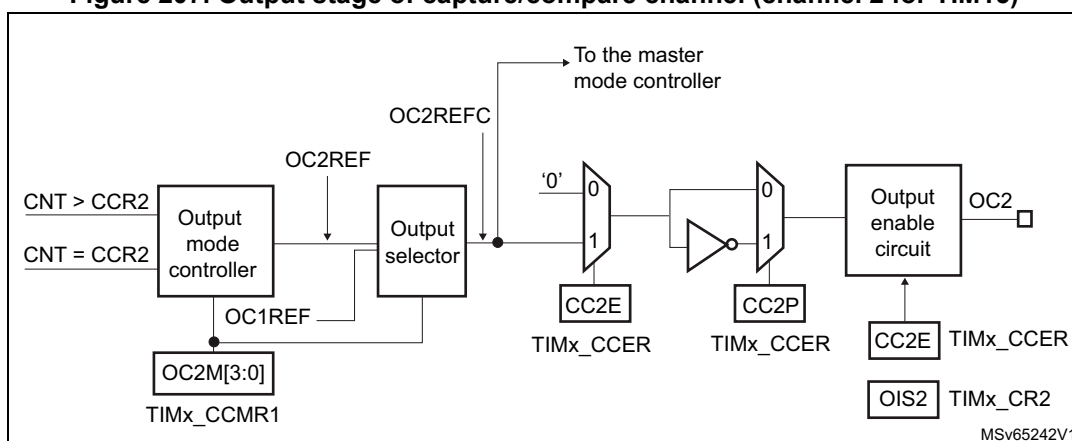 Figure 207. Output stage of capture/compare channel (channel 2 for TIM15)
To the master
mode controller
OC2REFC
OC2REF
'0'
0
1
0
1
CNT > CCR2
CNT = CCR2
Output
mode
controller
Output
selector
Output
enable
circuit
OC2
OC1REF
CC2E
TIMx_CCER
CC2P
TIMx_CCER
CC2E
TIMx_CCER
OC2M[3:0]
TIMx_CCMR1
OIS2
TIMx_CR2
MSv65242V1